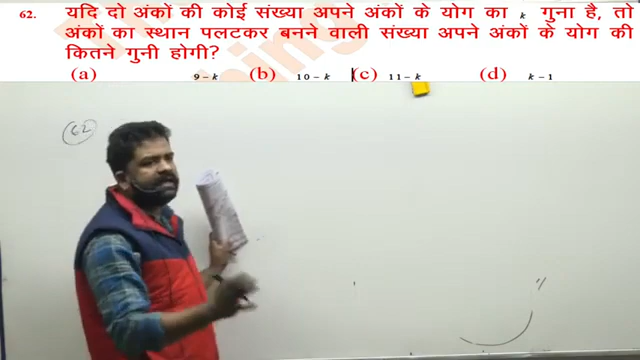 62. यदि दो अंकों की कोई संख्या अपने अंकों के योग का k गुना है, तो
अंकों का स्थान पलटकर बनने वाली संख्या अपने अंकों के योग की
कितने गुनी होगी?
(a) 9 - k (b) 10 - k (c) 11 - k (d) k - 1
62